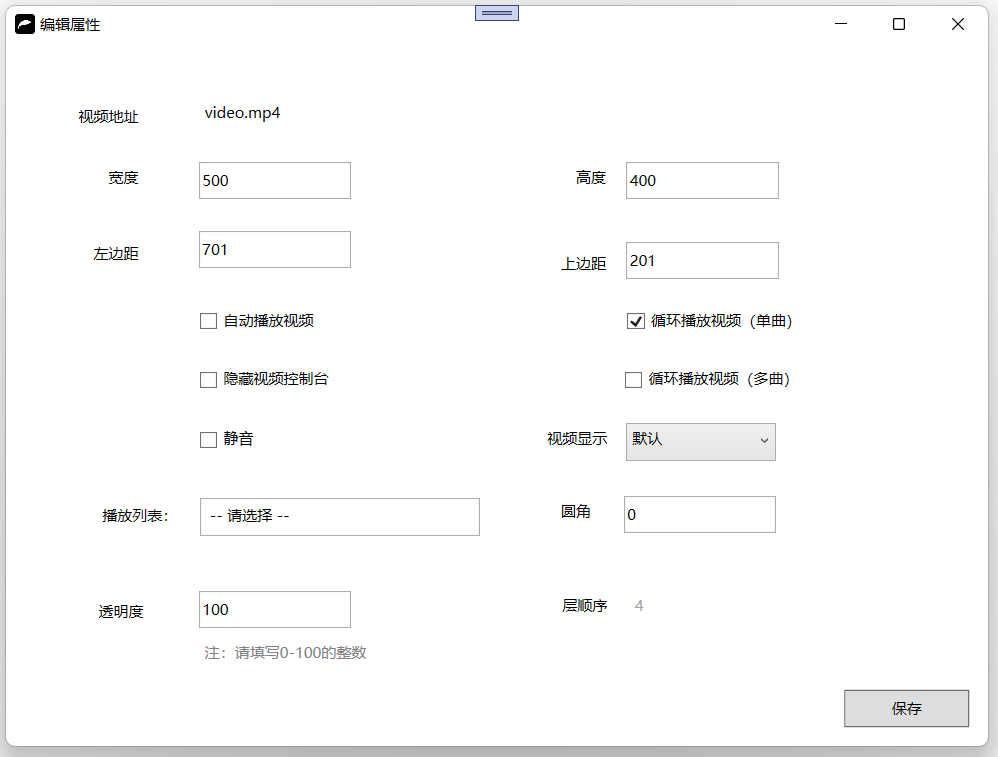 编辑属性
视频地址 video.mp4
宽度 500 高度 400
左边距 701 上边距 201
自动播放视频 循环播放视频（单曲）
隐藏视频控制台 循环播放视频（多曲）
静音 视频显示 默认
播放列表： -- 请选择 -- 圆角 0
透明度 100 层顺序 4
注：请填写0-100的整数
保存